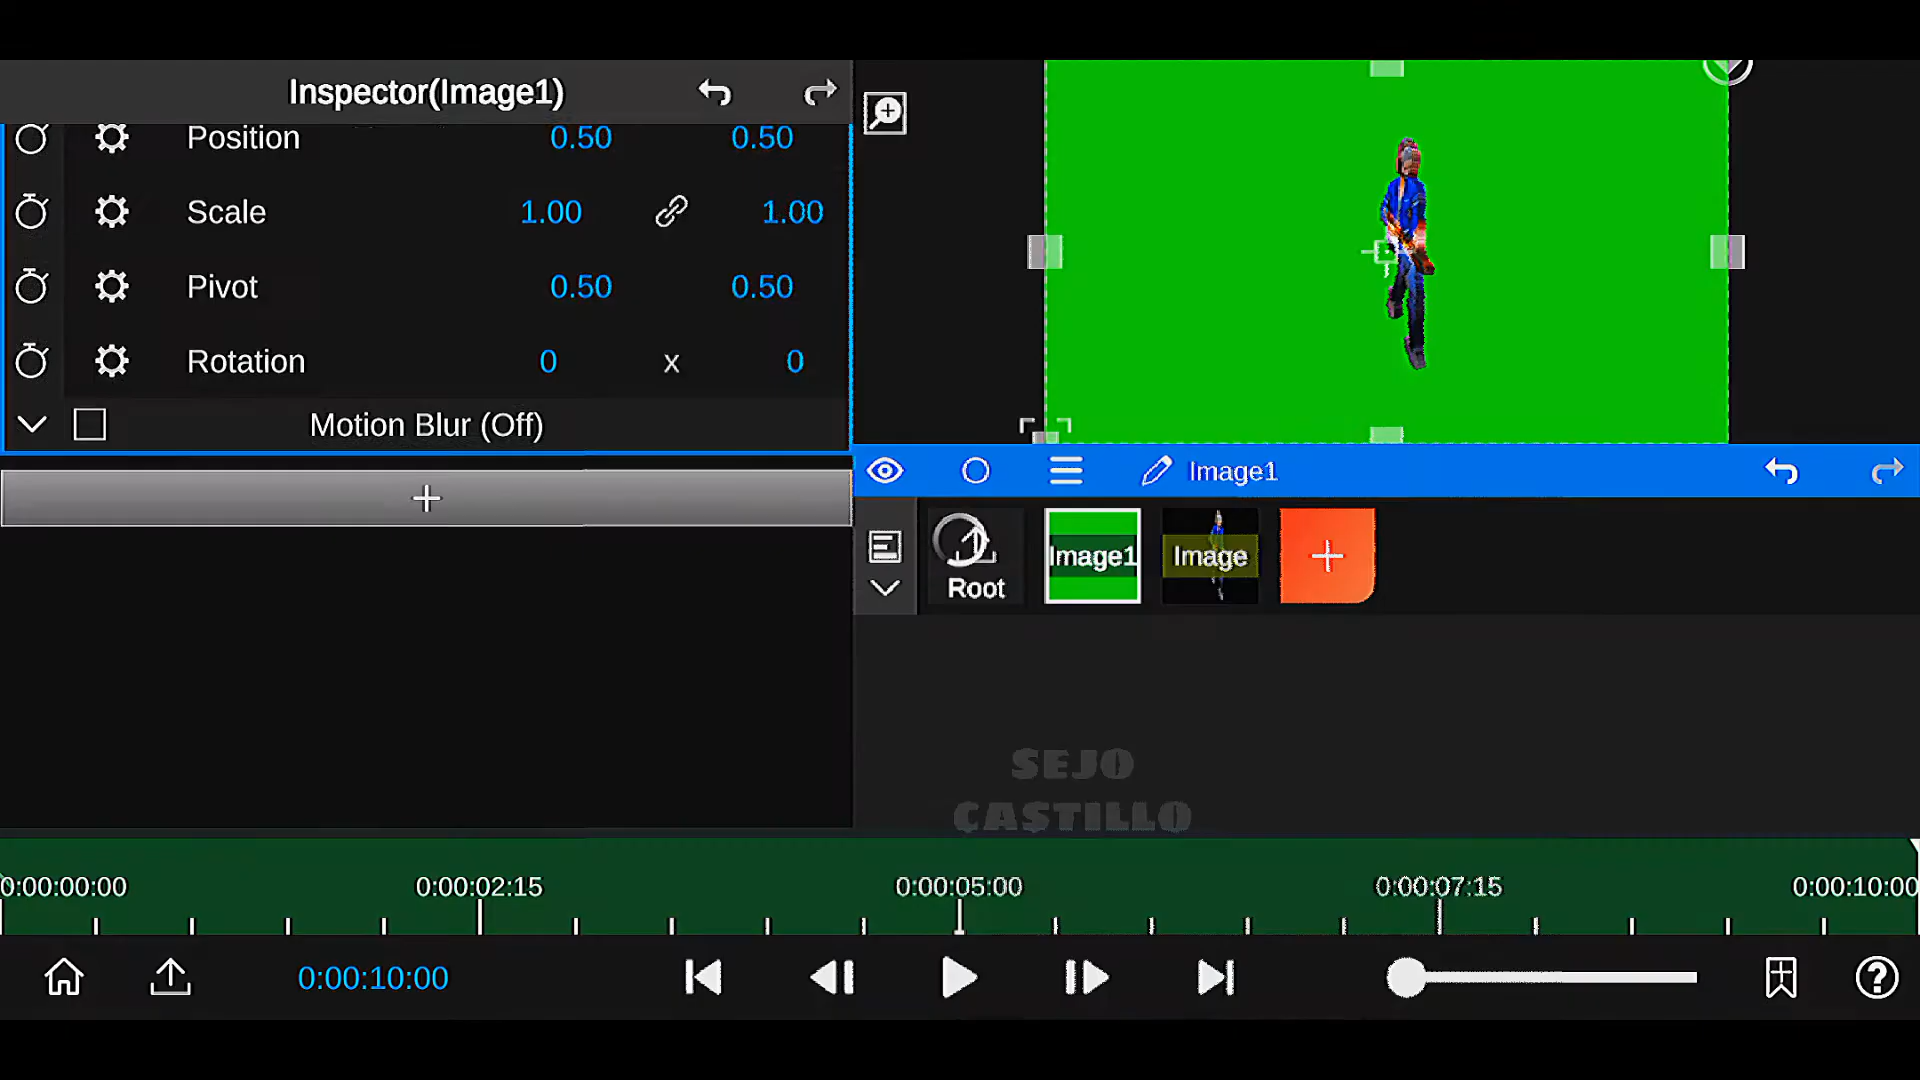 Inspector(Image1)
Position 0.50 0.50
Scale 1.00 1.00
Pivot 0.50 0.50
Rotation 0 x 0
Motion Blur (Off)
Image1
Root
Image1
Image
SEJO
CASTILLO
0:00:00:00 0:00:02:15 0:00:05:00 0:00:07:15 0:00:10:00
0:00:10:00